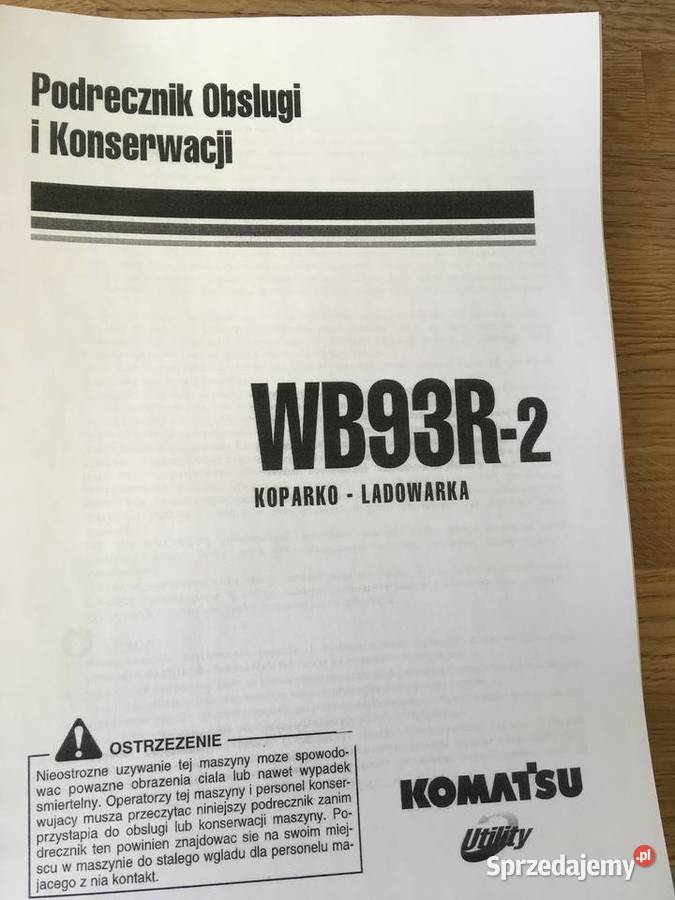 Podrecznik Obslugi
i Konserwacji
WB93R-2
KOPARKO - LADOWARKA
OSTRZEZENIE
Nieostrozne uzywanie tej maszyny moze spowodo-
wac powazne obrazenia ciala lub nawet wypadek
smiertelny. Operatorzy tej maszyny i personel konser-
wujacy musza przeczytac niniejszy podrecznik zanim
przystapia do obslugi lub konserwacji maszyny. Po-
drecznik ten powinien znajdowac sie na swoim miej-
scu w maszynie do stalego wgladu dla personelu ma-
jacego z nia kontakt.
KOMATSU
Utility
Sprzedajemy.pl